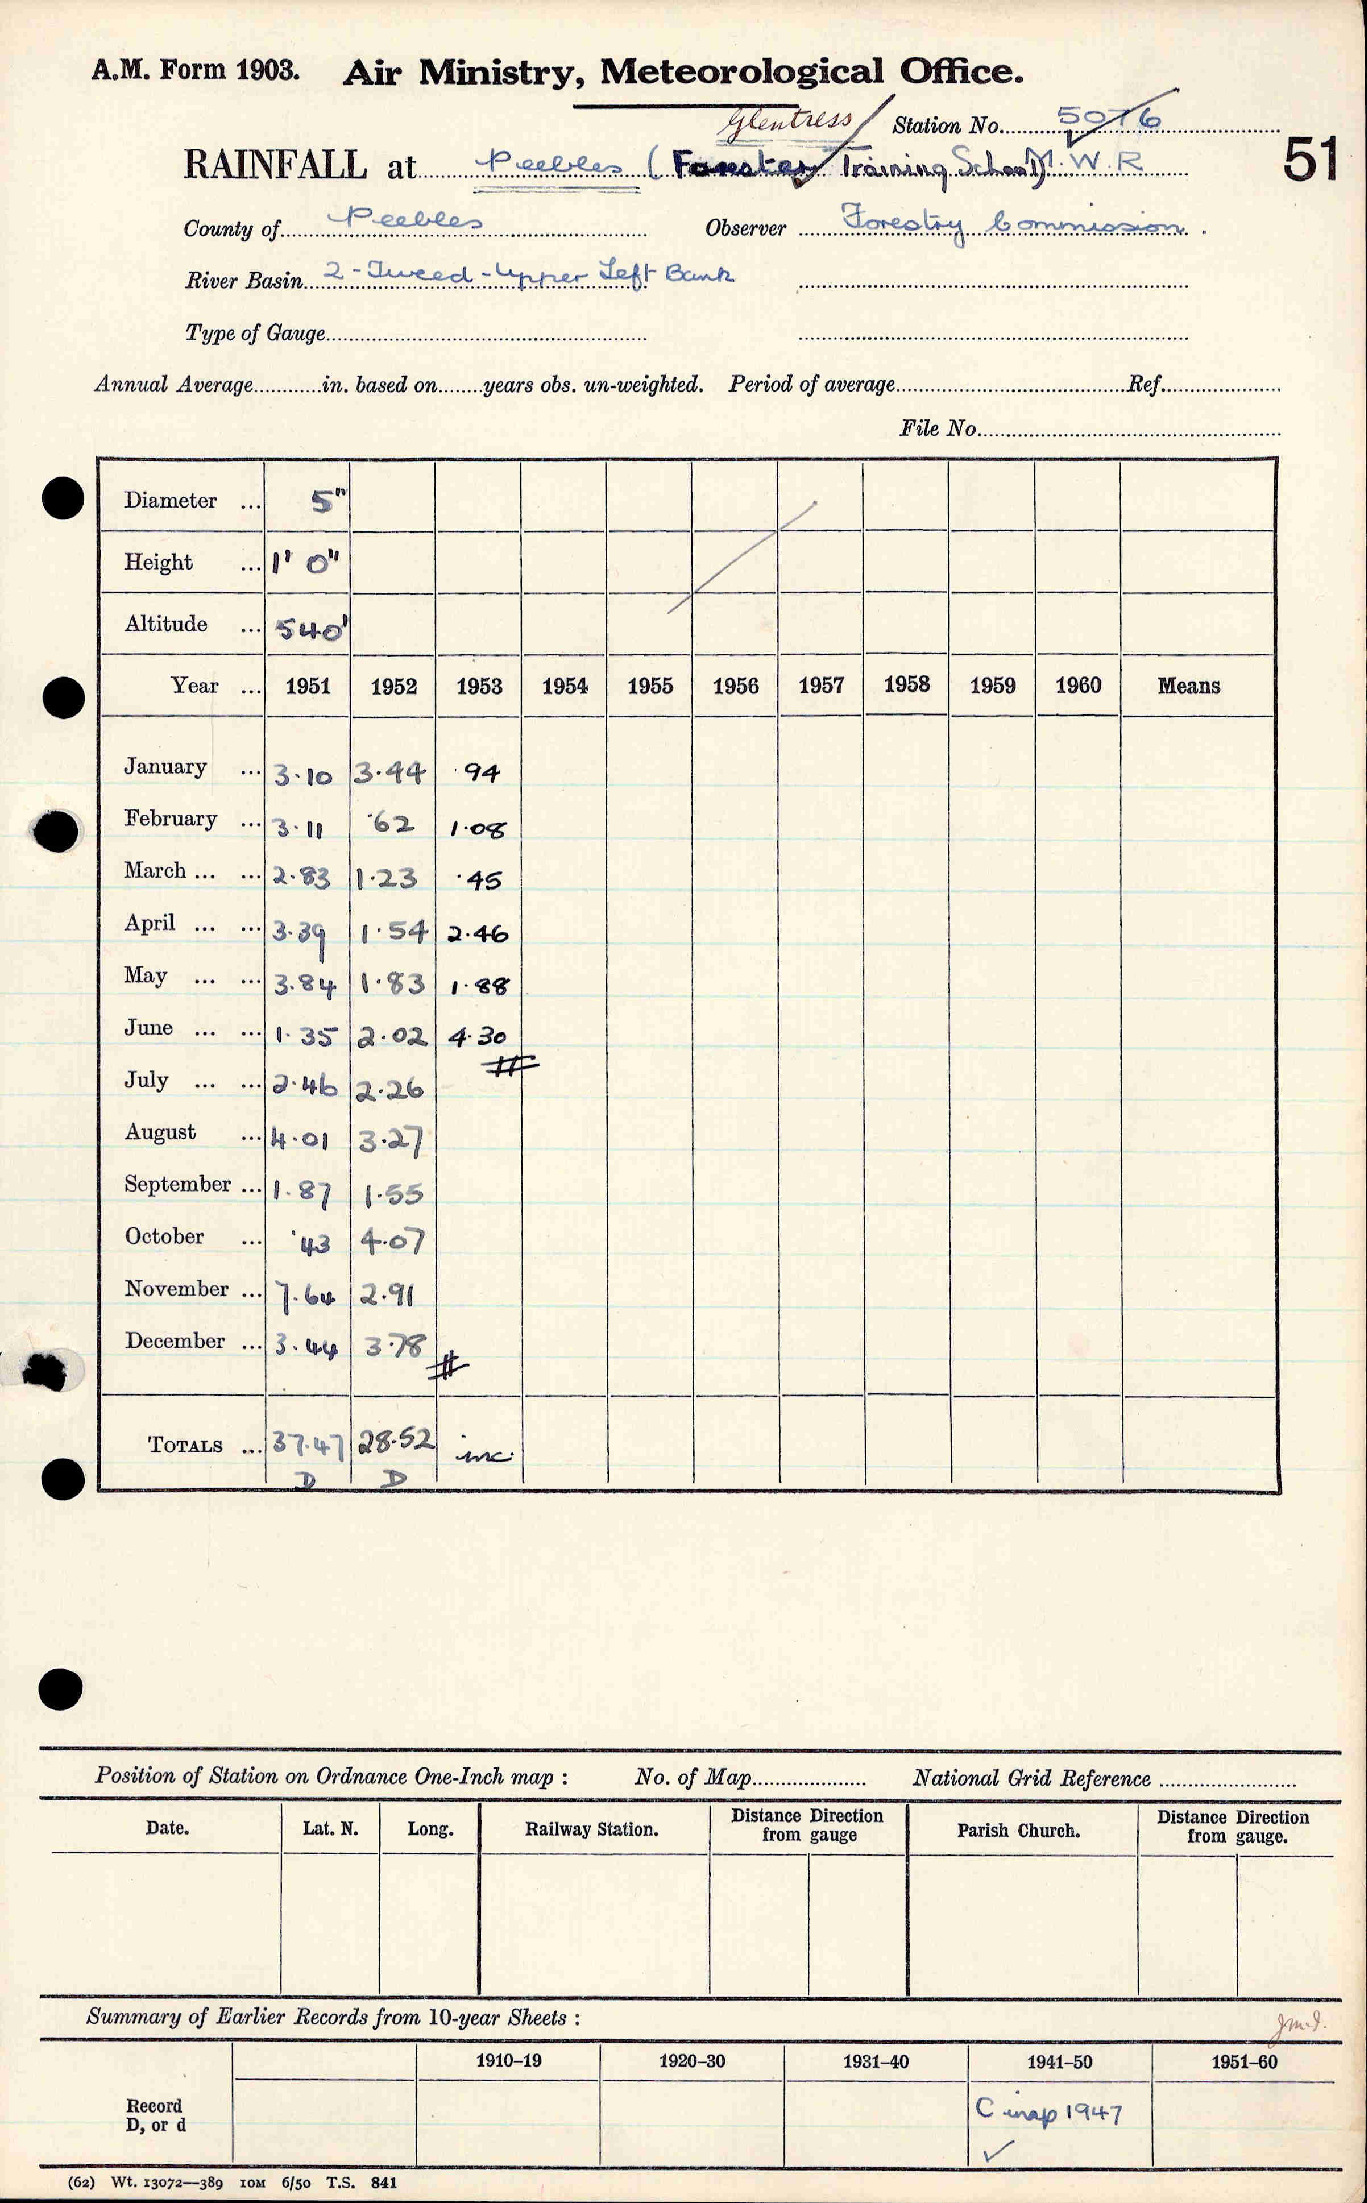 A.M. Form 1903. Air Ministry, Meteorological Office.
Glentress Station No. 5076
RAINFALL at Peebles ( Forester Training School) M.W.R 51
County of Peebles Observer Forestry Commission.
River Basin 2-Tweed-Upper Left Bank
Type of Gauge
Annual Average in. based on years obs. un-weighted. Period of average Ref.
File No.
Diameter ... 5"
Height ... 1' 0"
Altitude ... 540'
Year ... 1951 1952 1953 1954 1955 1956 1957 1958 1959 1960 Means
January ... 3.10 3.44 .94
February ... 3.11 .62 1.08
March ... ... 2.83 1.23 .45
April ... ... 3.39 1.54 2.46
May ... ... 3.84 1.83 1.88
June ... ... 1.35 2.02 4.30
July ... ... 2.46 2.26
August ... 4.01 3.27
September ... 1.87 1.55
October ... .43 4.07
November ... 7.64 2.91
December ... 3.44 3.78
TOTALS ... 37.47 28.52 inc.
D D
Position of Station on Ordnance One-Inch map : No. of Map National Grid Reference
Date. Lat. N. Long. Railway Station. Distance Direction from gauge Parish Church. Distance Direction from gauge.
Summary of Earlier Records from 10-year Sheets :
1910–19 1920–30 1931–40 1941–50 1951–60
Record
D, or d
C 1947
(62) Wt. 13072—389 10M 6/50 T.S. 841